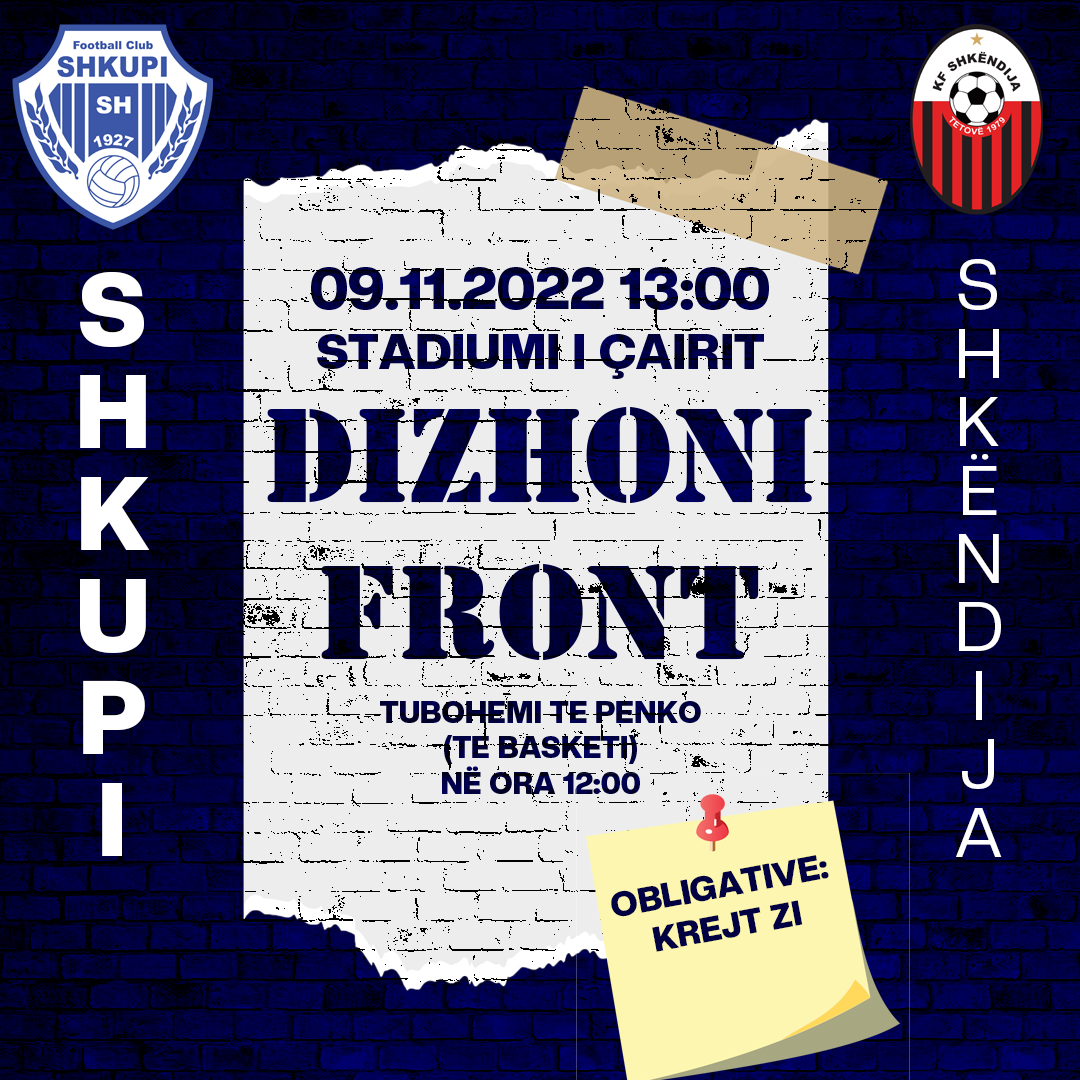 Football Club
SHKUPI
SH
1927
KF SHKËNDIJA
TETOVË 1979
SHKUPI
SHKËNDIJA
09.11.2022 13:00
STADIUMI I ÇAIRIT
DIZHONI
FRONT
TUBOHEMI TE PENKO
(TE BASKETI)
NË ORA 12:00
OBLIGATIVE:
KREJT ZI